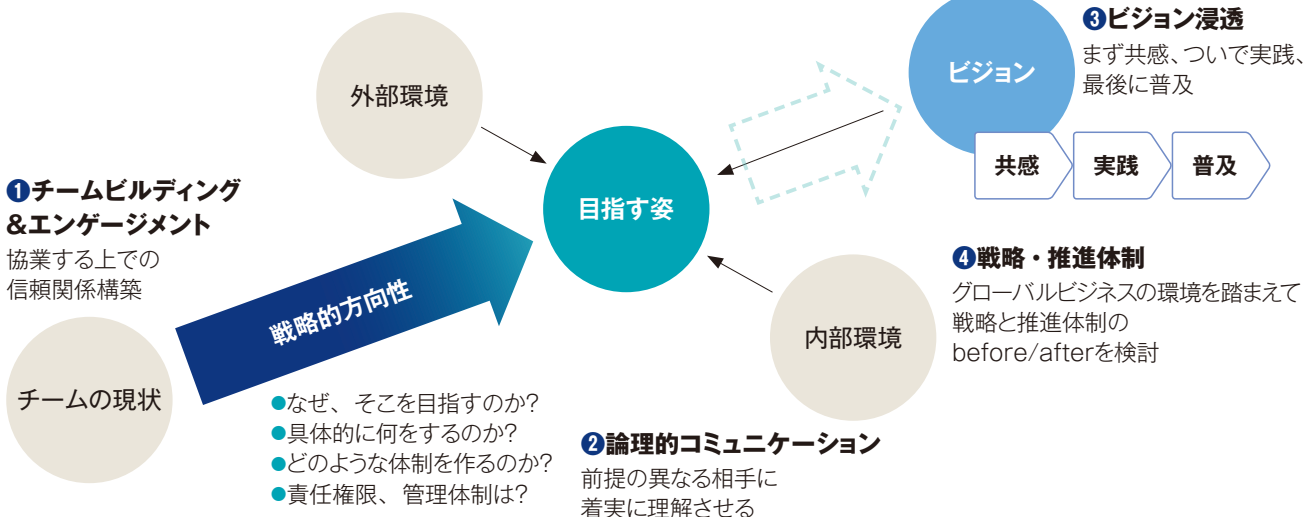 外部環境
ビジョン
❸ビジョン浸透
まず共感、ついで実践、
最後に普及
共感
実践
普及
❶チームビルディング
&エンゲージメント
協業する上での
信頼関係構築
目指す姿
戦略的方向性
チームの現状
内部環境
❹戦略・推進体制
グローバルビジネスの環境を踏まえて
戦略と推進体制の
before/afterを検討
●なぜ、そこを目指すのか?
●具体的に何をするのか?
●どのような体制を作るのか?
●責任権限、管理体制は?
❷論理的コミュニケーション
前提の異なる相手に
着実に理解させる